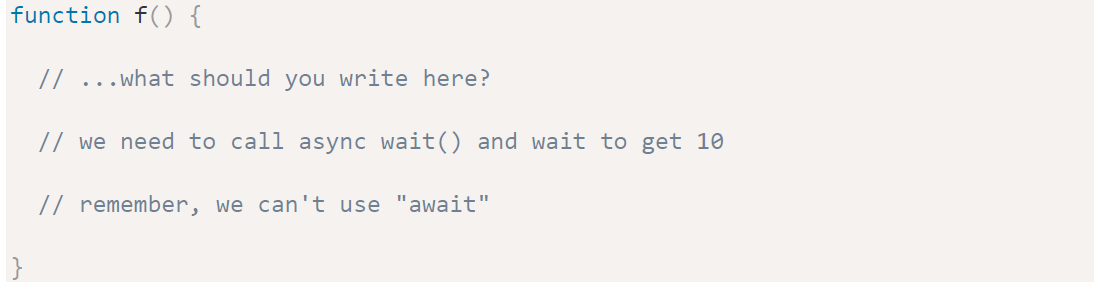 function f() {
// ...what should you write here?
// we need to call async wait() and wait to get 10
// remember, we can't use "await"
}